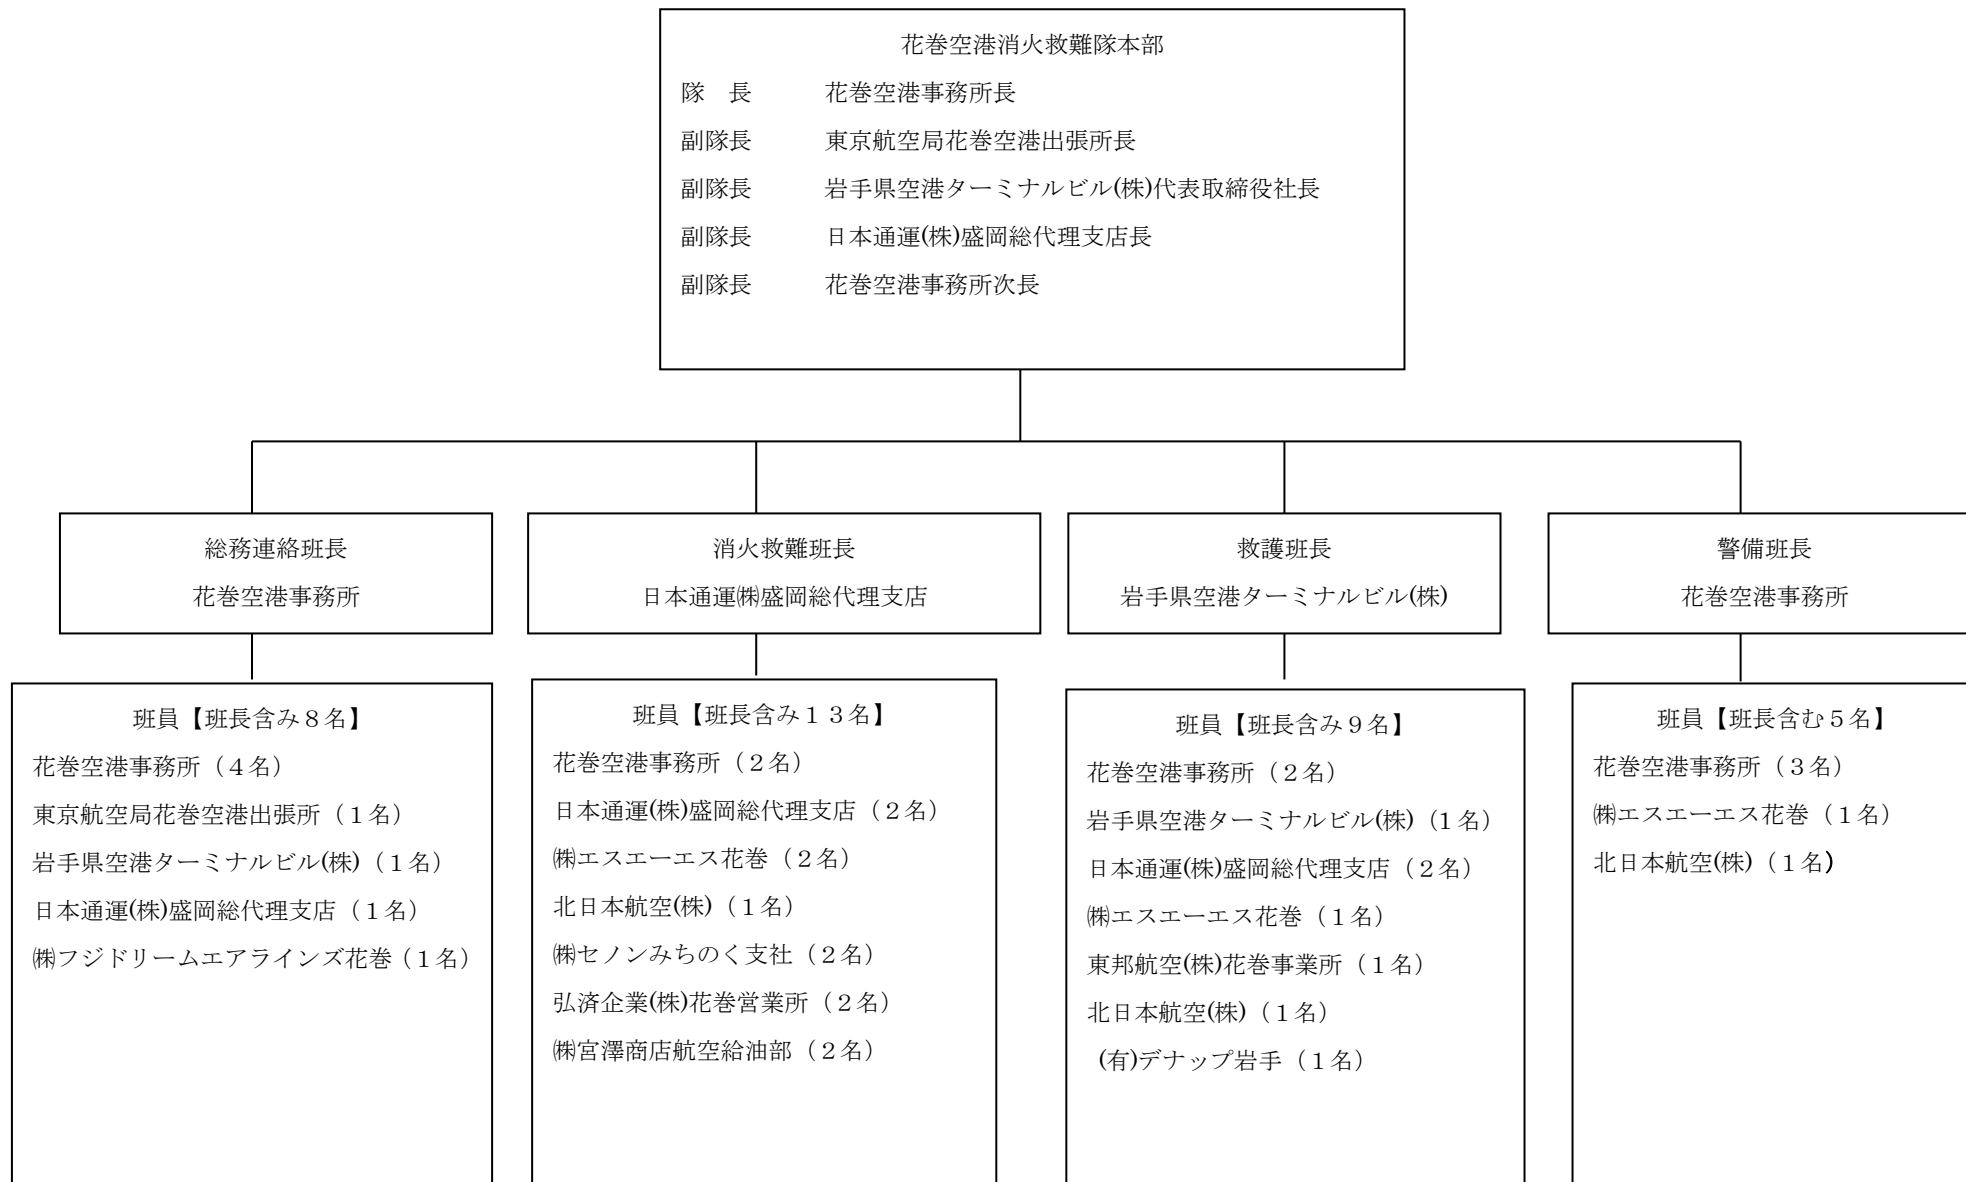 花巻空港消火救難隊本部
隊　長　　　花巻空港事務所長
副隊長　　　東京航空局花巻空港出張所長
副隊長　　　岩手県空港ターミナルビル(株)代表取締役社長
副隊長　　　日本通運(株)盛岡総代理支店長
副隊長　　　花巻空港事務所次長
総務連絡班長
花巻空港事務所
消火救難班長
日本通運㈱盛岡総代理支店
救護班長
岩手県空港ターミナルビル(株)
警備班長
花巻空港事務所
班員【班長含み８名】
花巻空港事務所（４名）
東京航空局花巻空港出張所（１名）
岩手県空港ターミナルビル(株)（１名）
日本通運(株)盛岡総代理支店（１名）
㈱フジドリームエアラインズ花巻（１名）
班員【班長含み１３名】
花巻空港事務所（２名）
日本通運(株)盛岡総代理支店（２名）
㈱エスエーエス花巻（２名）
北日本航空(株)（１名）
㈱セノンみちのく支社（２名）
弘済企業(株)花巻営業所（２名）
㈱宮澤商店航空給油部（２名）
班員【班長含み９名】
花巻空港事務所（２名）
岩手県空港ターミナルビル(株)（１名）
日本通運(株)盛岡総代理支店（２名）
㈱エスエーエス花巻（１名）
東邦航空(株)花巻事業所（１名）
北日本航空(株)（１名）
(有)デナップ岩手（１名）
班員【班長含む５名】
花巻空港事務所（３名）
㈱エスエーエス花巻（１名）
北日本航空(株)（１名）